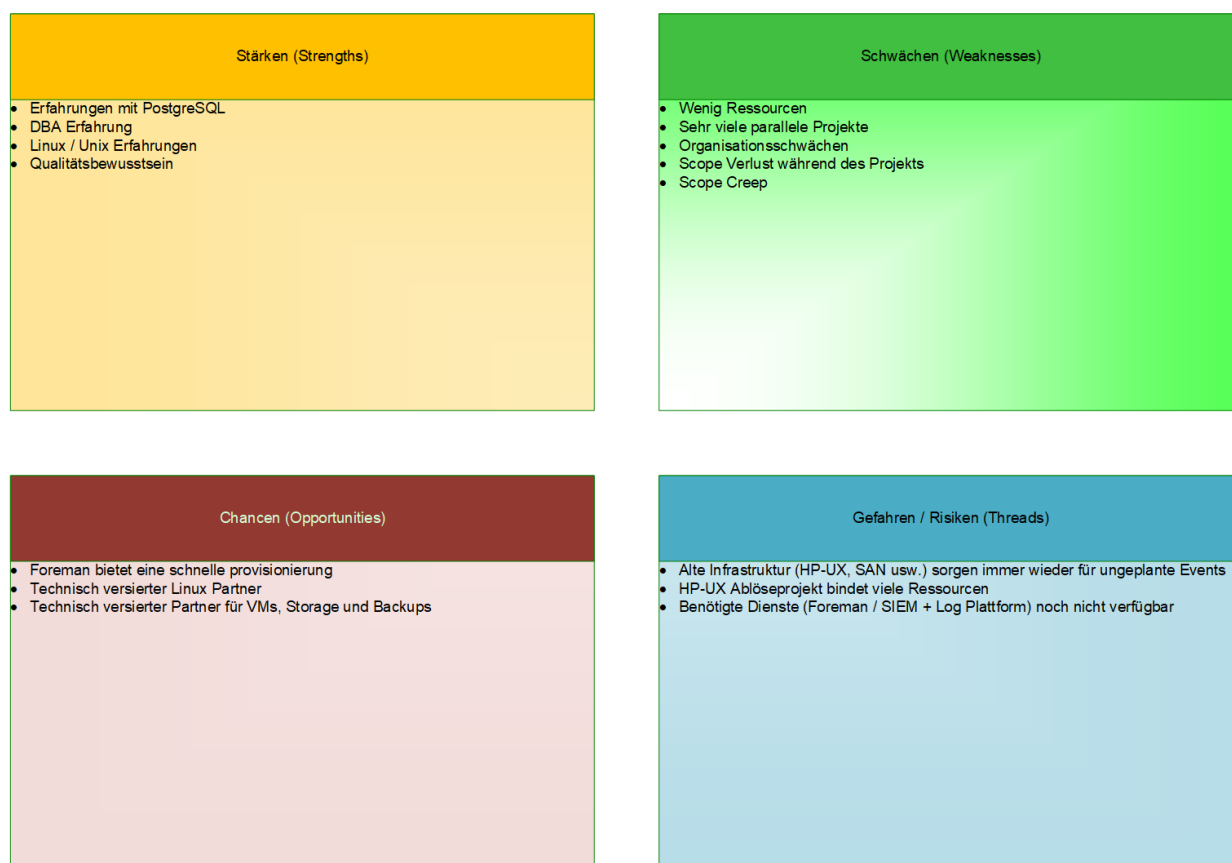 Stärken (Strengths)
• Erfahrungen mit PostgreSQL
• DBA Erfahrung
• Linux / Unix Erfahrungen
• Qualitätsbewusstsein
Schwächen (Weaknesses)
• Wenig Ressourcen
• Sehr viele parallele Projekte
• Organisationsschwächen
• Scope Verlust während des Projekts
• Scope Creep
Chancen (Opportunities)
• Foreman bietet eine schnelle provisionierung
• Technisch versierter Linux Partner
• Technisch versierter Partner für VMs, Storage und Backups
Gefahren / Risiken (Threads)
• Alte Infrastruktur (HP-UX, SAN usw.) sorgen immer wieder für ungeplante Events
• HP-UX Ablöseprojekt bindet viele Ressourcen
• Benötigte Dienste (Foreman / SIEM + Log Plattform) noch nicht verfügbar